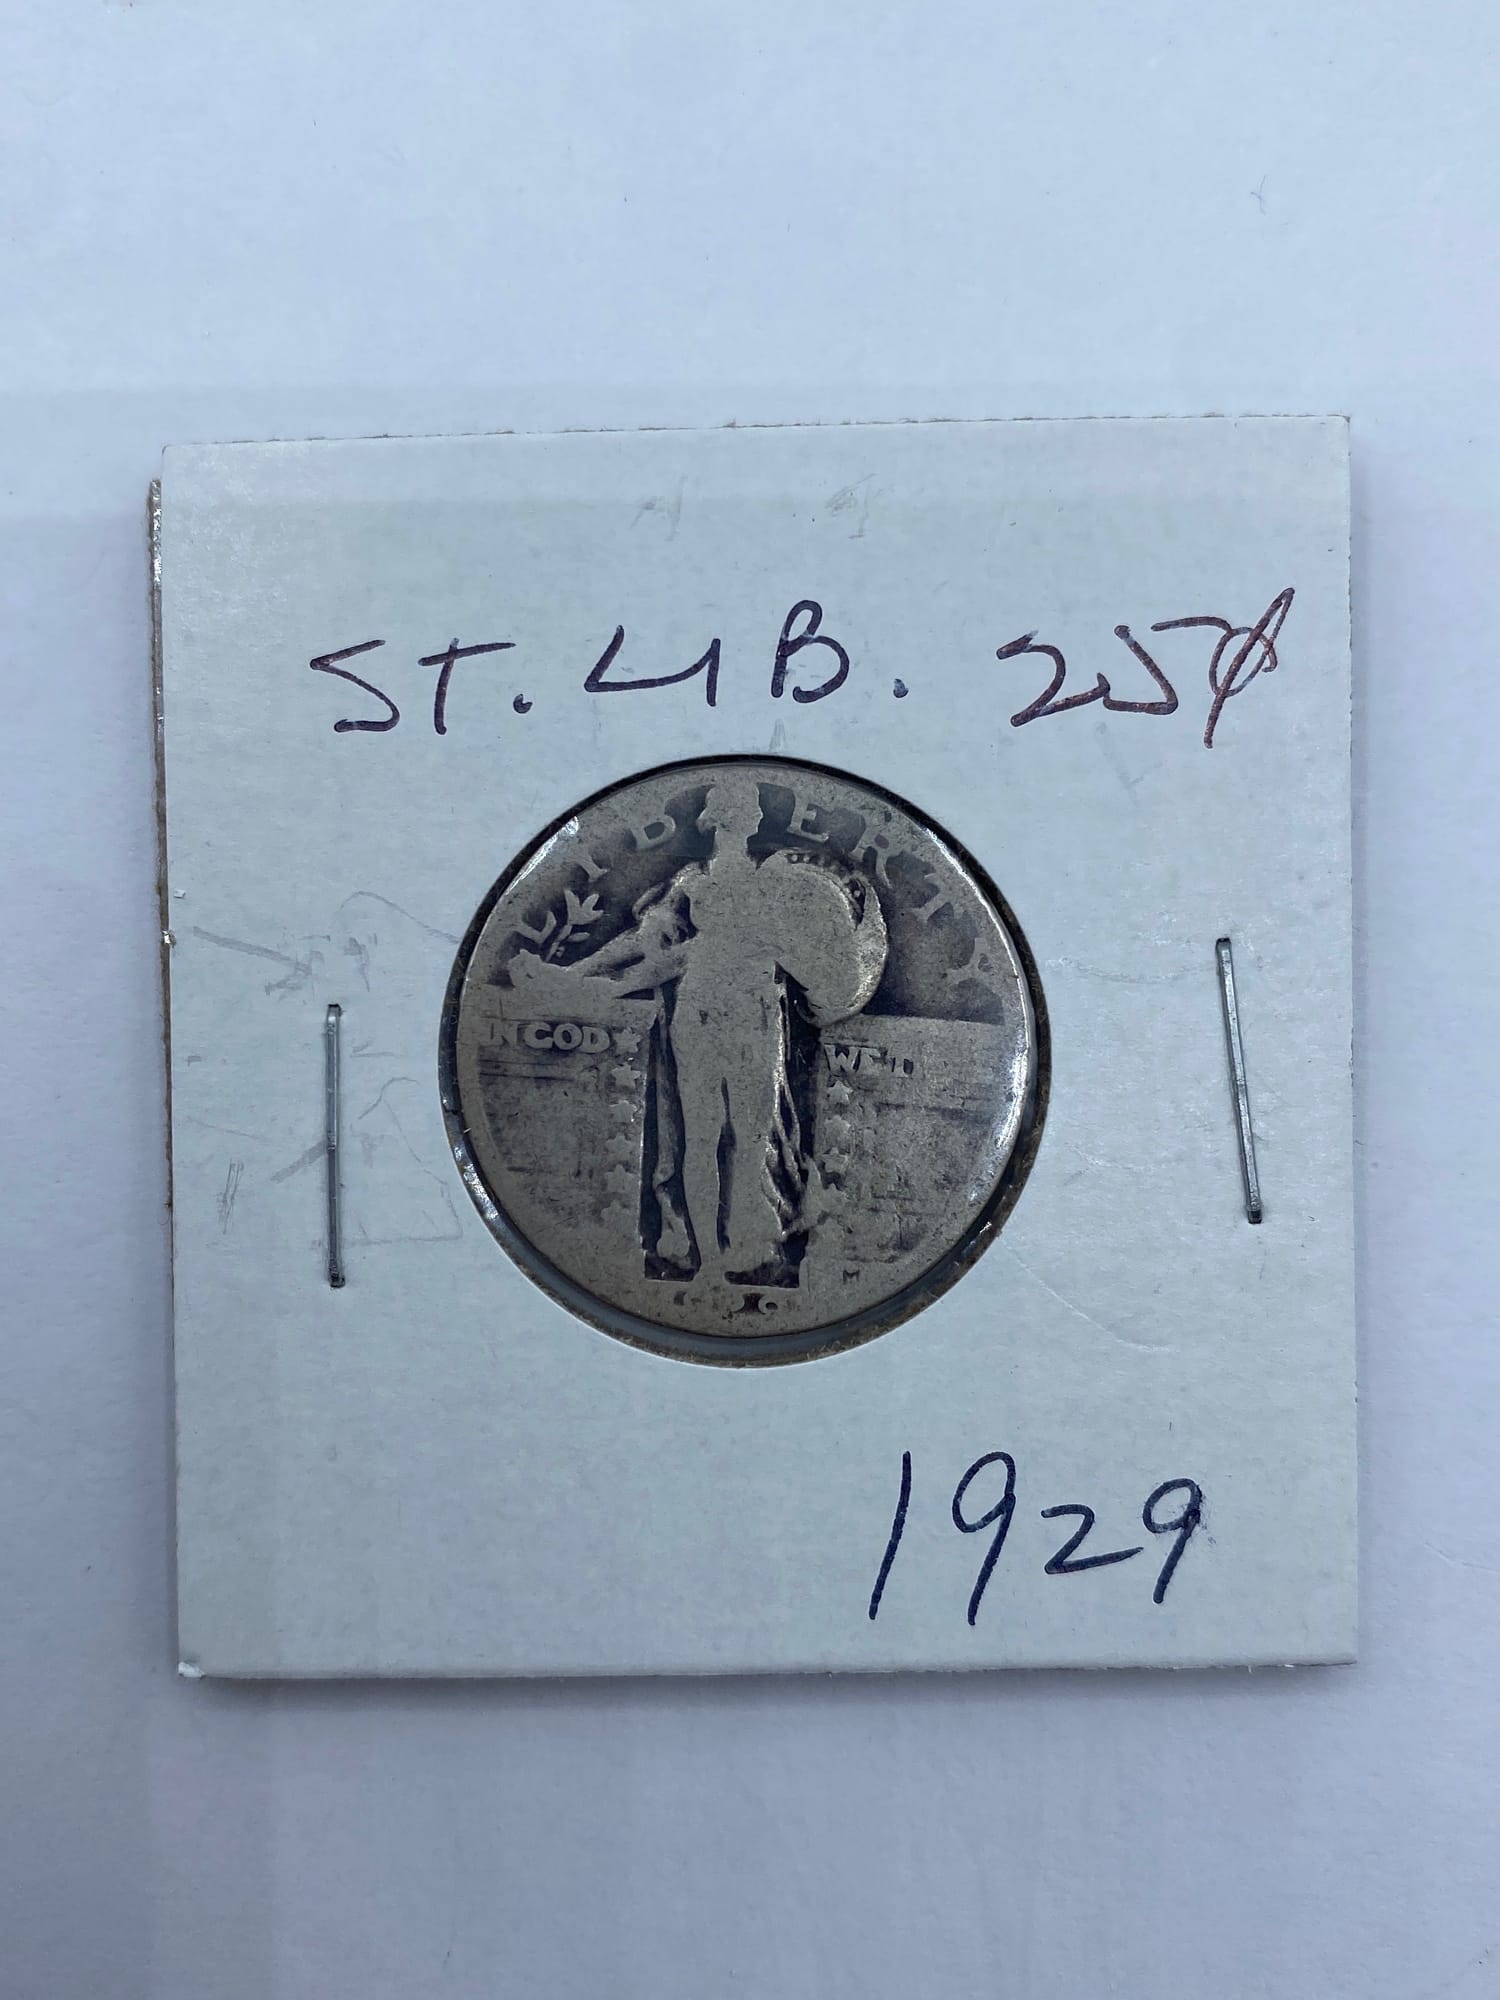 ST. LIB. 25¢
LIBERTY
IN GOD WE T
M
1929